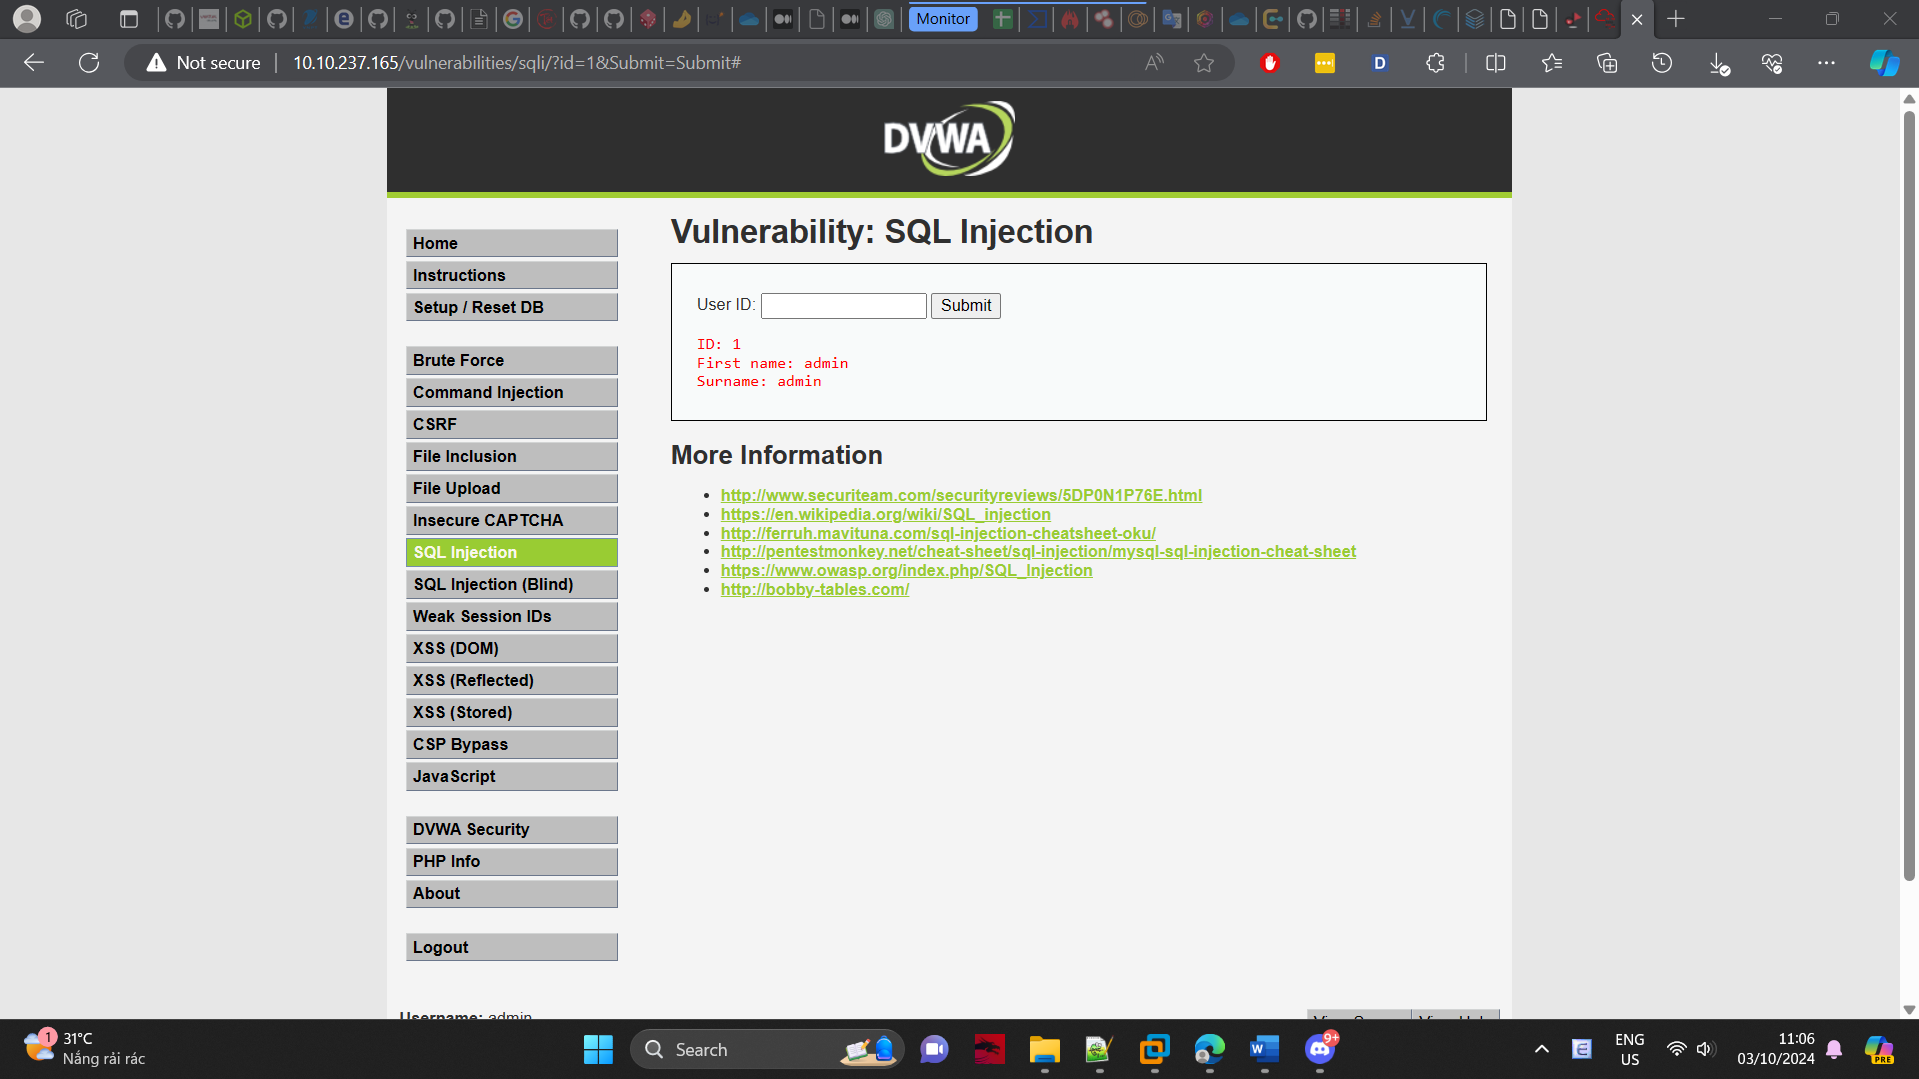 Monitor
Not secure
10.10.237.165/vulnerabilities/sqli/?id=1&Submit=Submit#
DVWA
Home
Instructions
Setup / Reset DB
Brute Force
Command Injection
CSRF
File Inclusion
File Upload
Insecure CAPTCHA
SQL Injection
SQL Injection (Blind)
Weak Session IDs
XSS (DOM)
XSS (Reflected)
XSS (Stored)
CSP Bypass
JavaScript
DVWA Security
PHP Info
About
Logout
Vulnerability: SQL Injection
User ID:
Submit
ID: 1
First name: admin
Surname: admin
More Information
http://www.securiteam.com/securityreviews/5DP0N1P76E.html
https://en.wikipedia.org/wiki/SQL_injection
http://ferruh.mavituna.com/sql-injection-cheatsheet-oku/
http://pentestmonkey.net/cheat-sheet/sql-injection/mysql-sql-injection-cheat-sheet
https://www.owasp.org/index.php/SQL_Injection
http://bobby-tables.com/
Username: admin
1
31°C
Nắng rải rác
Search
9+
ENG
US
11:06
03/10/2024
PRE